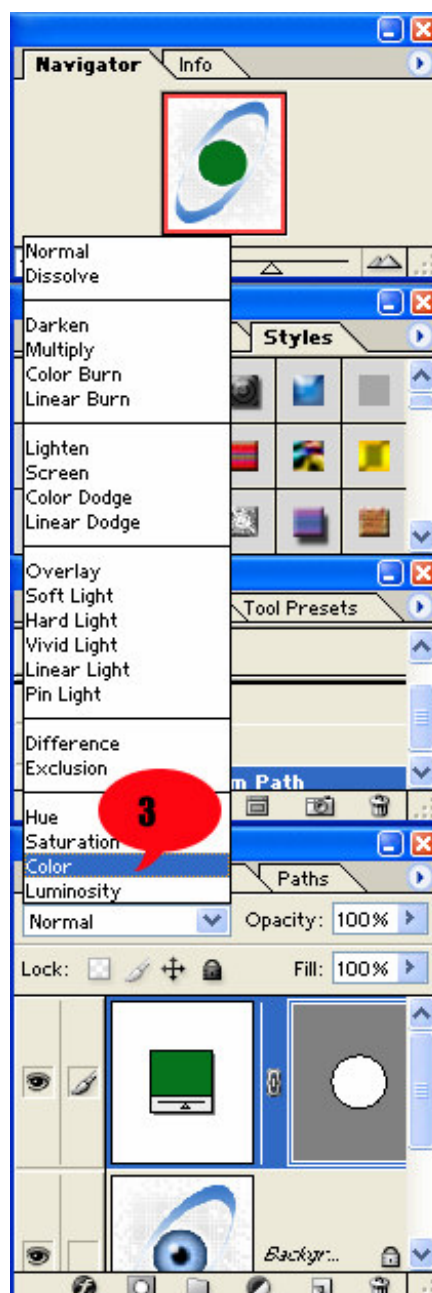 Navigator Info
Normal
Dissolve
Darken
Multiply
Styles
Color Burn
Linear Burn
Lighten
Screen
Color Dodge
Linear Dodge
Overlay
Soft Light
Hard Light
Tool Presets
Vivid Light
Linear Light
Pin Light
Difference
Exclusion
m Path
Hue
3
Saturation
Color
Luminosity
Paths
Normal
Opacity: 100%
Lock:
Fill: 100%
Backgr...